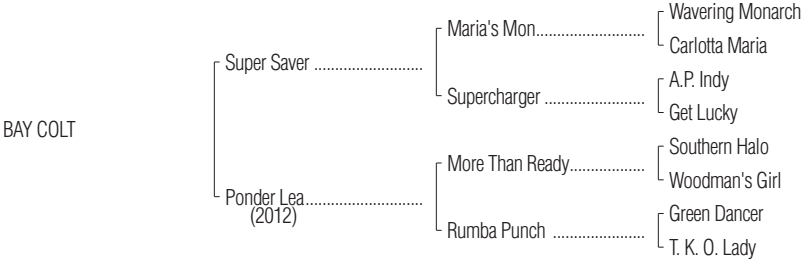 Wavering Monarch
Maria's Mon
Carlotta Maria
Super Saver
A.P. Indy
Supercharger
Get Lucky
BAY COLT
Southern Halo
More Than Ready
Woodman's Girl
Ponder Lea
(2012)
Green Dancer
Rumba Punch
T. K. O. Lady